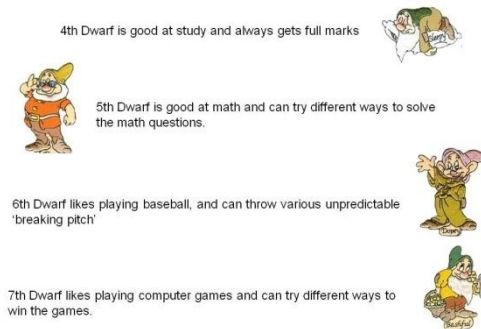 4th Dwarf is good at study and always gets full marks
Sleepy
5th Dwarf is good at math and can try different ways to solve
the math questions.
6th Dwarf likes playing baseball, and can throw various unpredictable
'breaking pitch'
Dopey
7th Dwarf likes playing computer games and can try different ways to
win the games.
Bashful